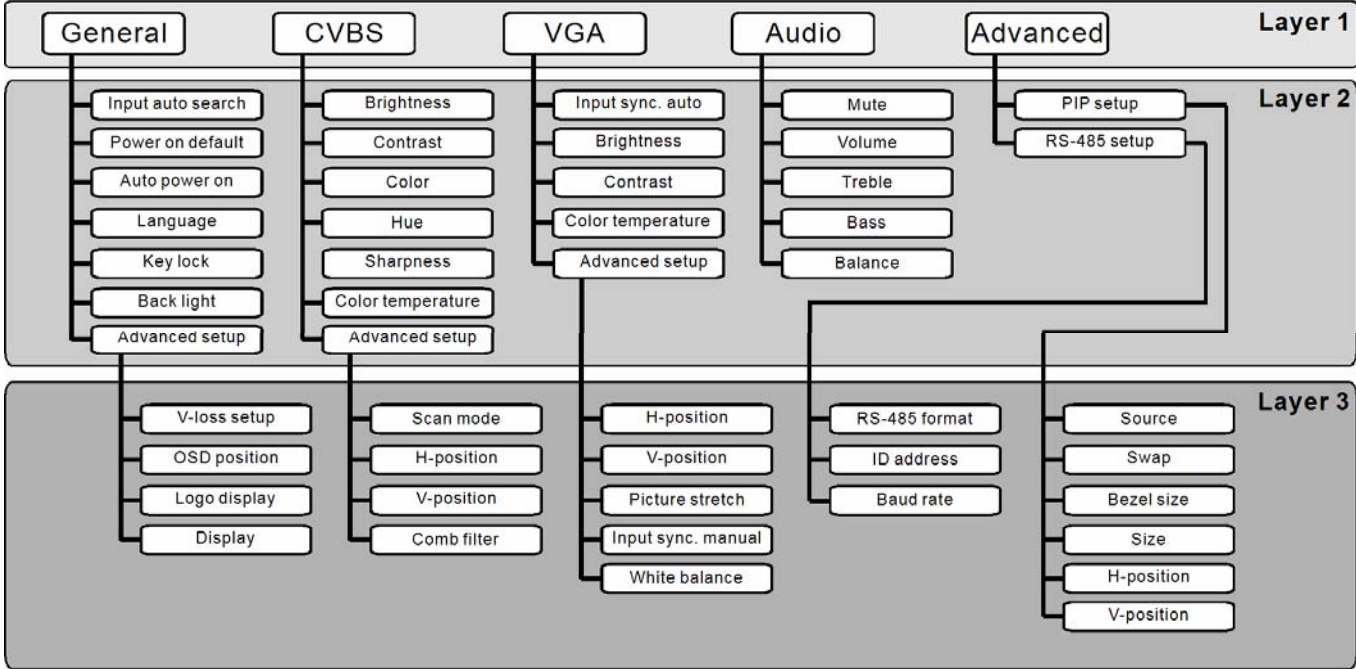 General
CVBS
VGA
Audio
Advanced
Layer 1
Layer 2
Input auto search
Power on default
Auto power on
Language
Key lock
Back light
Advanced setup
Brightness
Contrast
Color
Hue
Sharpness
Color temperature
Advanced setup
Input sync. auto
Brightness
Contrast
Color temperature
Advanced setup
Mute
Volume
Treble
Bass
Balance
PIP setup
RS-485 setup
Layer 3
V-loss setup
OSD position
Logo display
Display
Scan mode
H-position
V-position
Comb filter
H-position
V-position
Picture stretch
Input sync. manual
White balance
RS-485 format
ID address
Baud rate
Source
Swap
Bezel size
Size
H-position
V-position